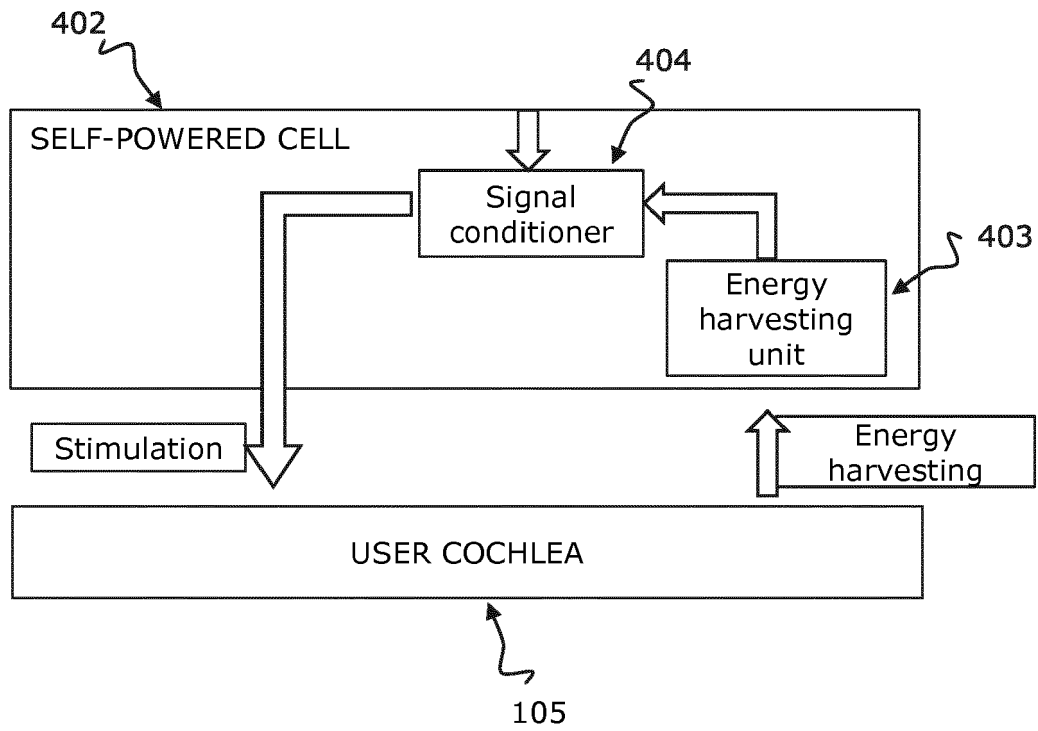 402
404
SELF-POWERED CELL
Signal
conditioner
403
Energy
harvesting
unit
Stimulation
Energy
harvesting
USER COCHLEA
105